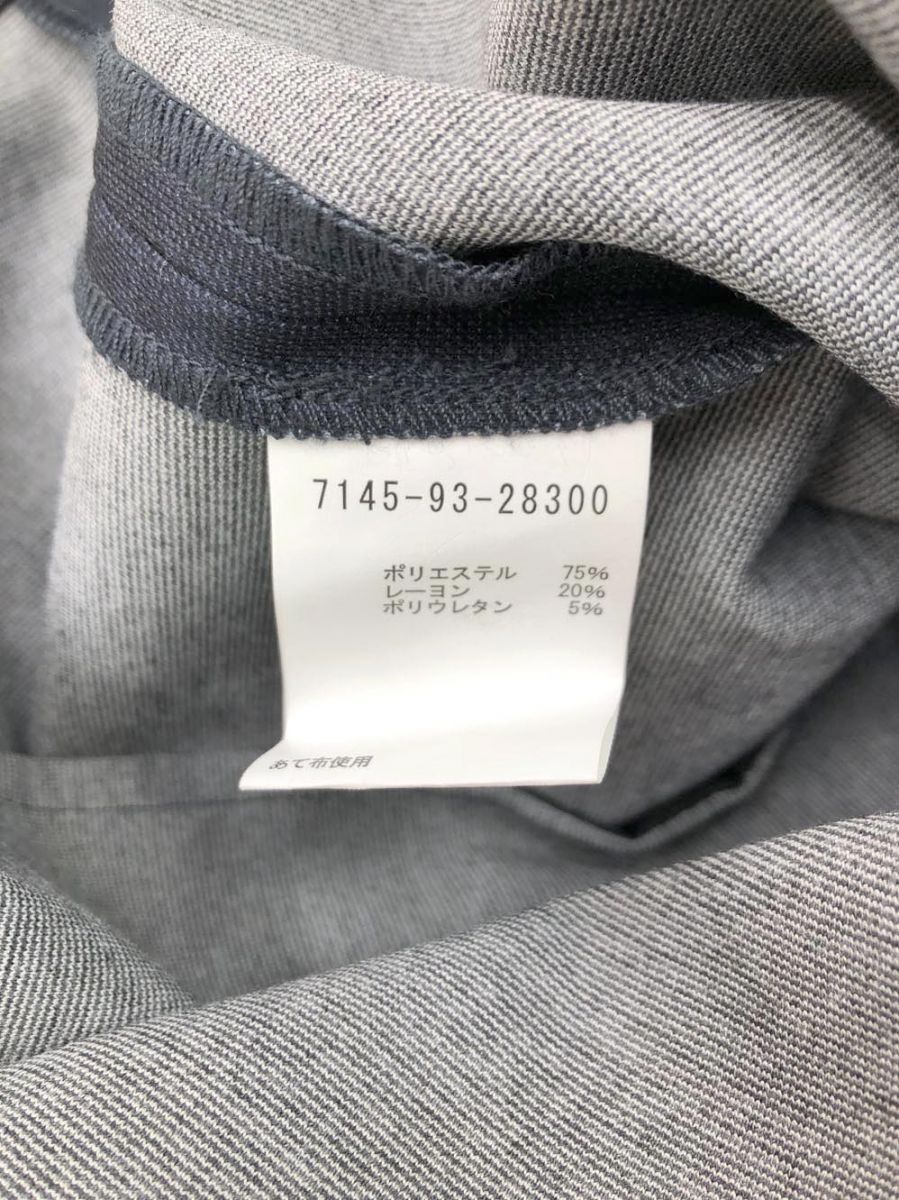 7145-93-28300
ポリエステル 75%
レーヨン 20%
ポリウレタン 5%
あて布使用